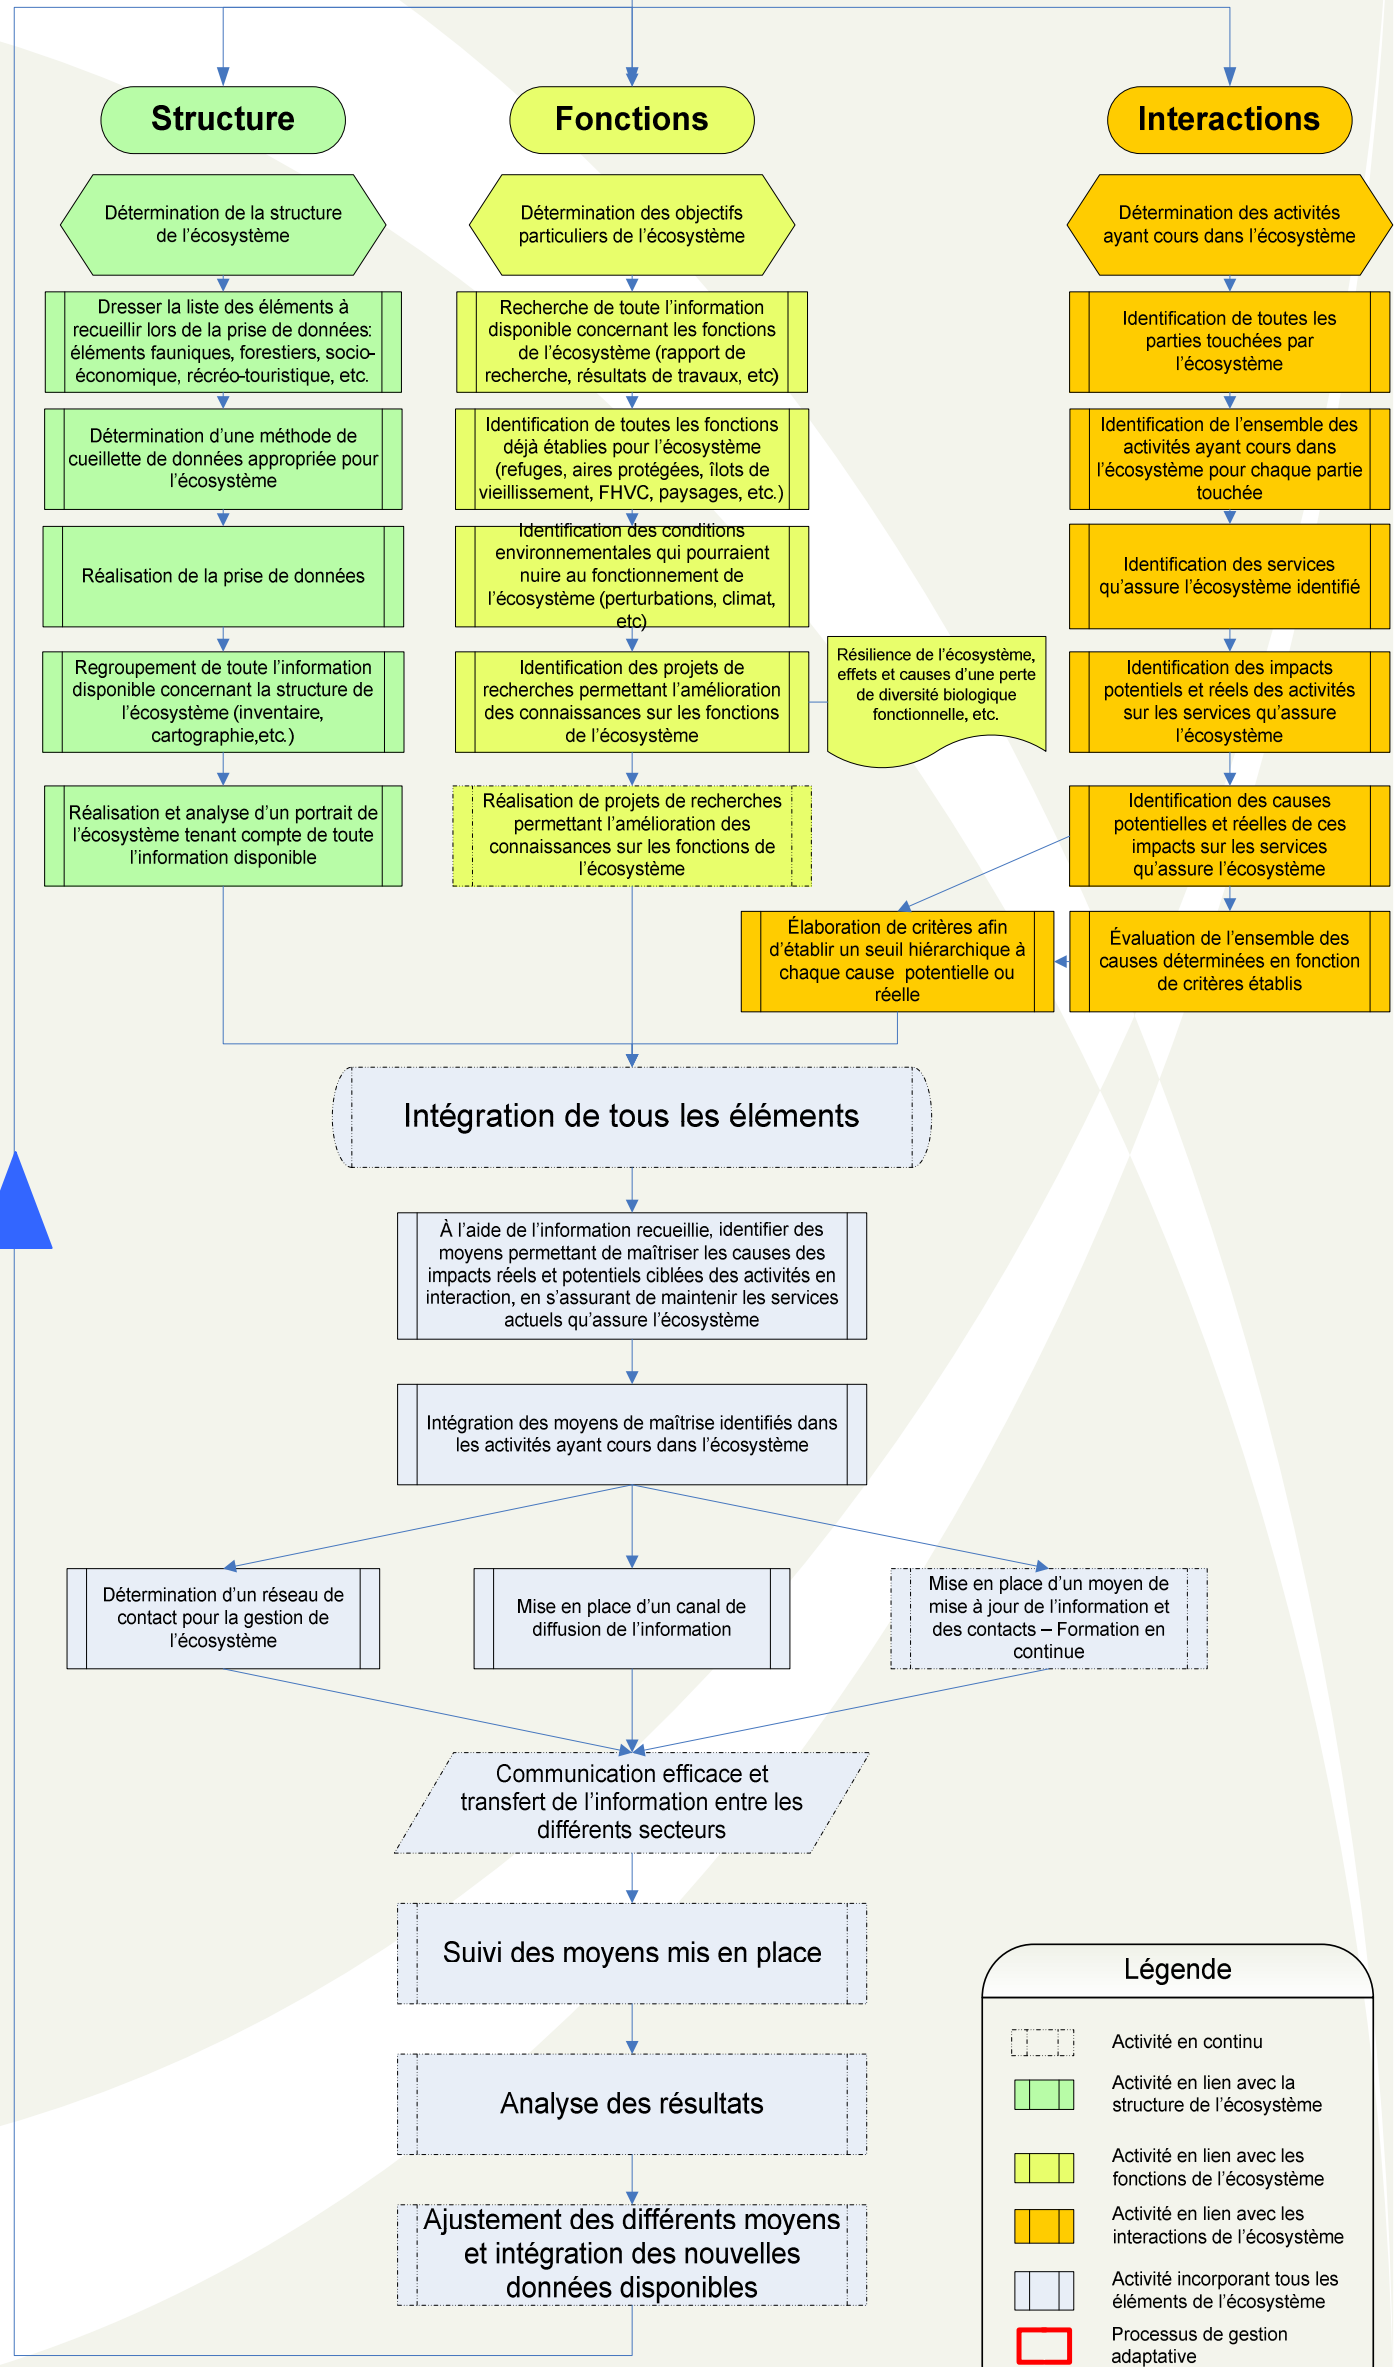 Structure
Détermination de la structure
de l'écosystème
Dresser la liste des éléments à
recueillir lors de la prise de données:
éléments fauniques, forestiers, socio-
économique, récréo-touristique, etc.
Détermination d'une méthode de
cueillette de données appropriée pour
l'écosystème
Réalisation de la prise de données
Regroupement de toute l'information
disponible concernant la structure de
l'écosystème (inventaire,
cartographie,etc.)
Réalisation et analyse d'un portrait de
l'écosystème tenant compte de toute
l'information disponible
Fonctions
Détermination des objectifs
particuliers de l'écosystème
Recherche de toute l'information
disponible concernant les fonctions
de l'écosystème (rapport de
recherche, résultats de travaux, etc)
Identification de toutes les fonctions
déjà établies pour l'écosystème
(refuges, aires protégées, îlots de
vieillissement, FHVC, paysages, etc.)
Identification des conditions
environnementales qui pourraient
nuire au fonctionnement de
l'écosystème (perturbations, climat,
etc)
Identification des projets de
recherches permettant l'amélioration
des connaissances sur les fonctions
de l'écosystème
Résilience de l'écosystème,
effets et causes d'une perte
de diversité biologique
fonctionnelle, etc.
Réalisation de projets de recherches
permettant l'amélioration des
connaissances sur les fonctions de
l'écosystème
Interactions
Détermination des activités
ayant cours dans l'écosystème
Identification de toutes les
parties touchées par
l'écosystème
Identification de l'ensemble des
activités ayant cours dans
l'écosystème pour chaque partie
touchée
Identification des services
qu'assure l'écosystème identifié
Identification des impacts
potentiels et réels des activités
sur les services qu'assure
l'écosystème
Identification des causes
potentielles et réelles de ces
impacts sur les services
qu'assure l'écosystème
Évaluation de l'ensemble des
causes déterminées en fonction
de critères établis
Élaboration de critères afin
d'établir un seuil hiérarchique à
chaque cause potentielle ou
réelle
Intégration de tous les éléments
À l'aide de l'information recueillie, identifier des
moyens permettant de maîtriser les causes des
impacts réels et potentiels ciblées des activités en
interaction, en s'assurant de maintenir les services
actuels qu'assure l'écosystème
Intégration des moyens de maîtrise identifiés dans
les activités ayant cours dans l'écosystème
Détermination d'un réseau de
contact pour la gestion de
l'écosystème
Mise en place d'un canal de
diffusion de l'information
Mise en place d'un moyen de
mise à jour de l'information et
des contacts – Formation en
continue
Communication efficace et
transfert de l'information entre les
différents secteurs
Suivi des moyens mis en place
Analyse des résultats
Ajustement des différents moyens
et intégration des nouvelles
données disponibles
Légende
Activité en continu
Activité en lien avec la
structure de l'écosystème
Activité en lien avec les
fonctions de l'écosystème
Activité en lien avec les
interactions de l'écosystème
Activité incorporant tous les
éléments de l'écosystème
Processus de gestion
adaptative